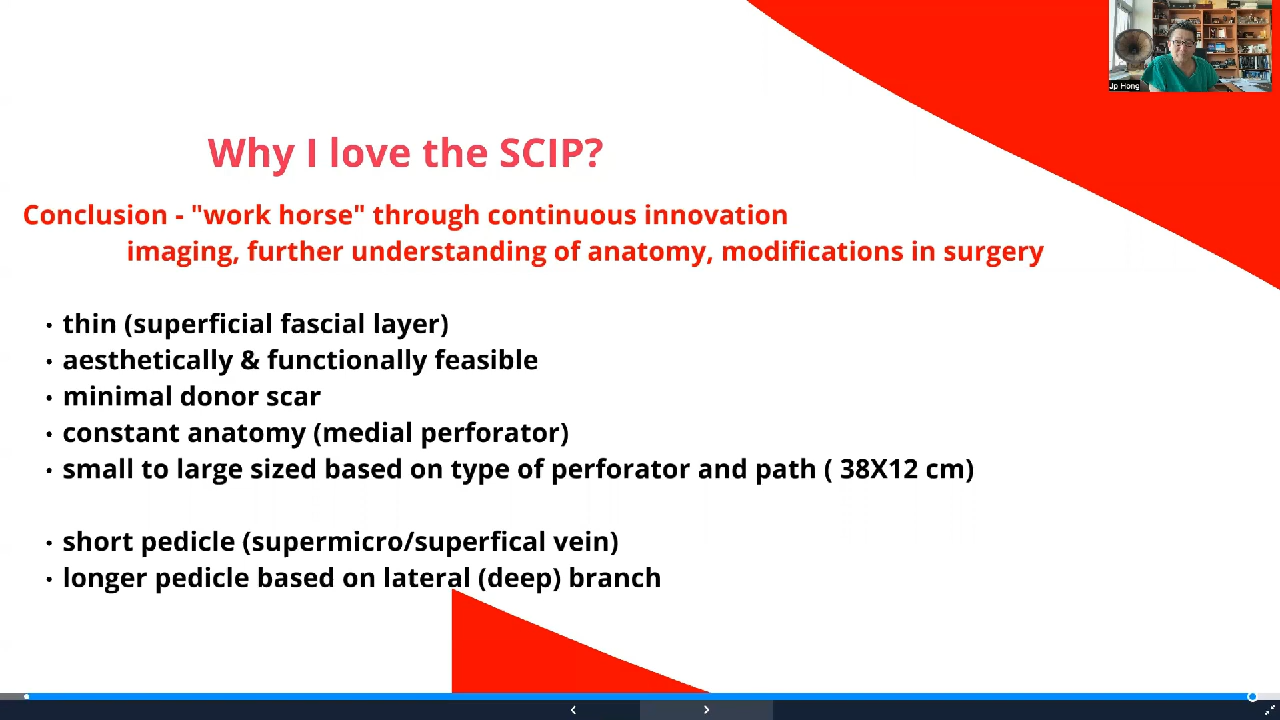 Jp Hong
Why I love the SCIP?
Conclusion - "work horse" through continuous innovation
imaging, further understanding of anatomy, modifications in surgery
• thin (superficial fascial layer)
• aesthetically & functionally feasible
• minimal donor scar
• constant anatomy (medial perforator)
• small to large sized based on type of perforator and path ( 38X12 cm)
• short pedicle (supermicro/superfical vein)
• longer pedicle based on lateral (deep) branch